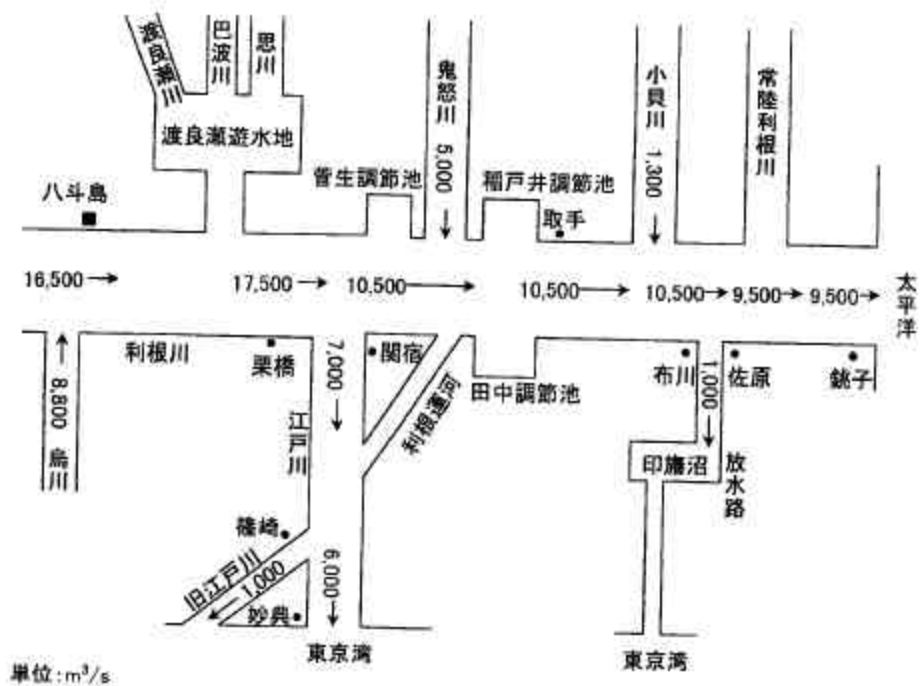 渡良瀬川
巴波川
思川
鬼怒川 5,000
小貝川 1,300
常陸利根川
渡良瀬遊水地
菅生調節池
稲戸井調節池
八斗島
取手
16,500
17,500
10,500
10,500
10,500
9,500
9,500
太平洋
利根川
栗橋
7,000
関宿
布川
1,000
佐原
銚子
8,800 烏川
江戸川
利根運河
田中調節池
印旛沼
放水路
篠崎
旧江戸川
1,000
6,000
妙典
東京湾
東京湾
単位:m³/s